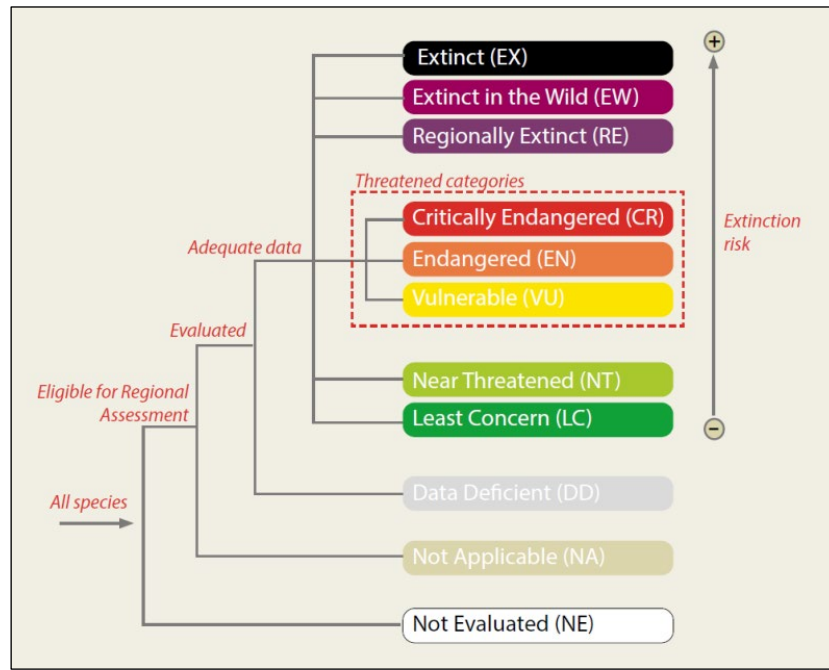 Extinct (EX)
Extinct in the Wild (EW)
Regionally Extinct (RE)
Threatened categories
Critically Endangered (CR)
Endangered (EN)
Vulnerable (VU)
Extinction
risk
Adequate data
Evaluated
Near Threatened (NT)
Least Concern (LC)
Eligible for Regional
Assessment
Data Deficient (DD)
All species
Not Applicable (NA)
Not Evaluated (NE)
+
−